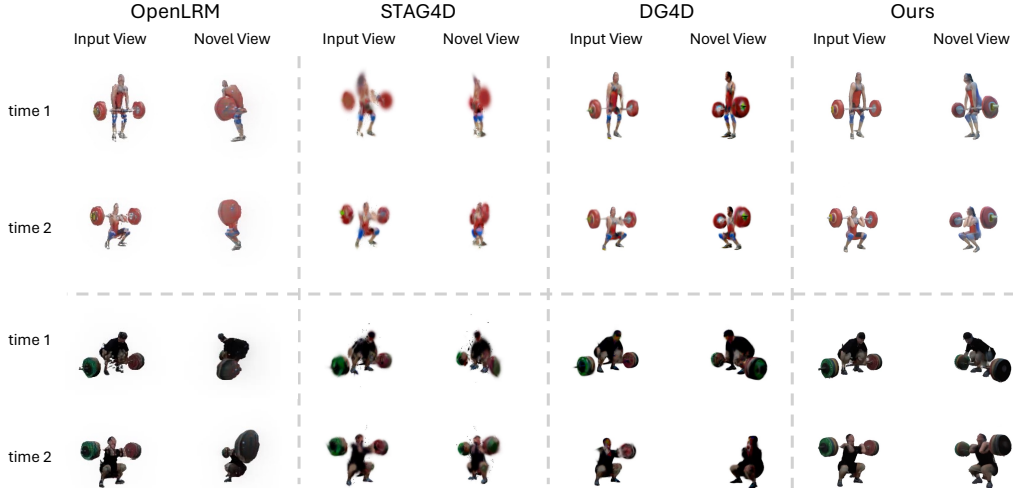 OpenLRM STAG4D DG4D Ours
Input View Novel View Input View Novel View Input View Novel View Input View Novel View
time 1
time 2
time 1
time 2